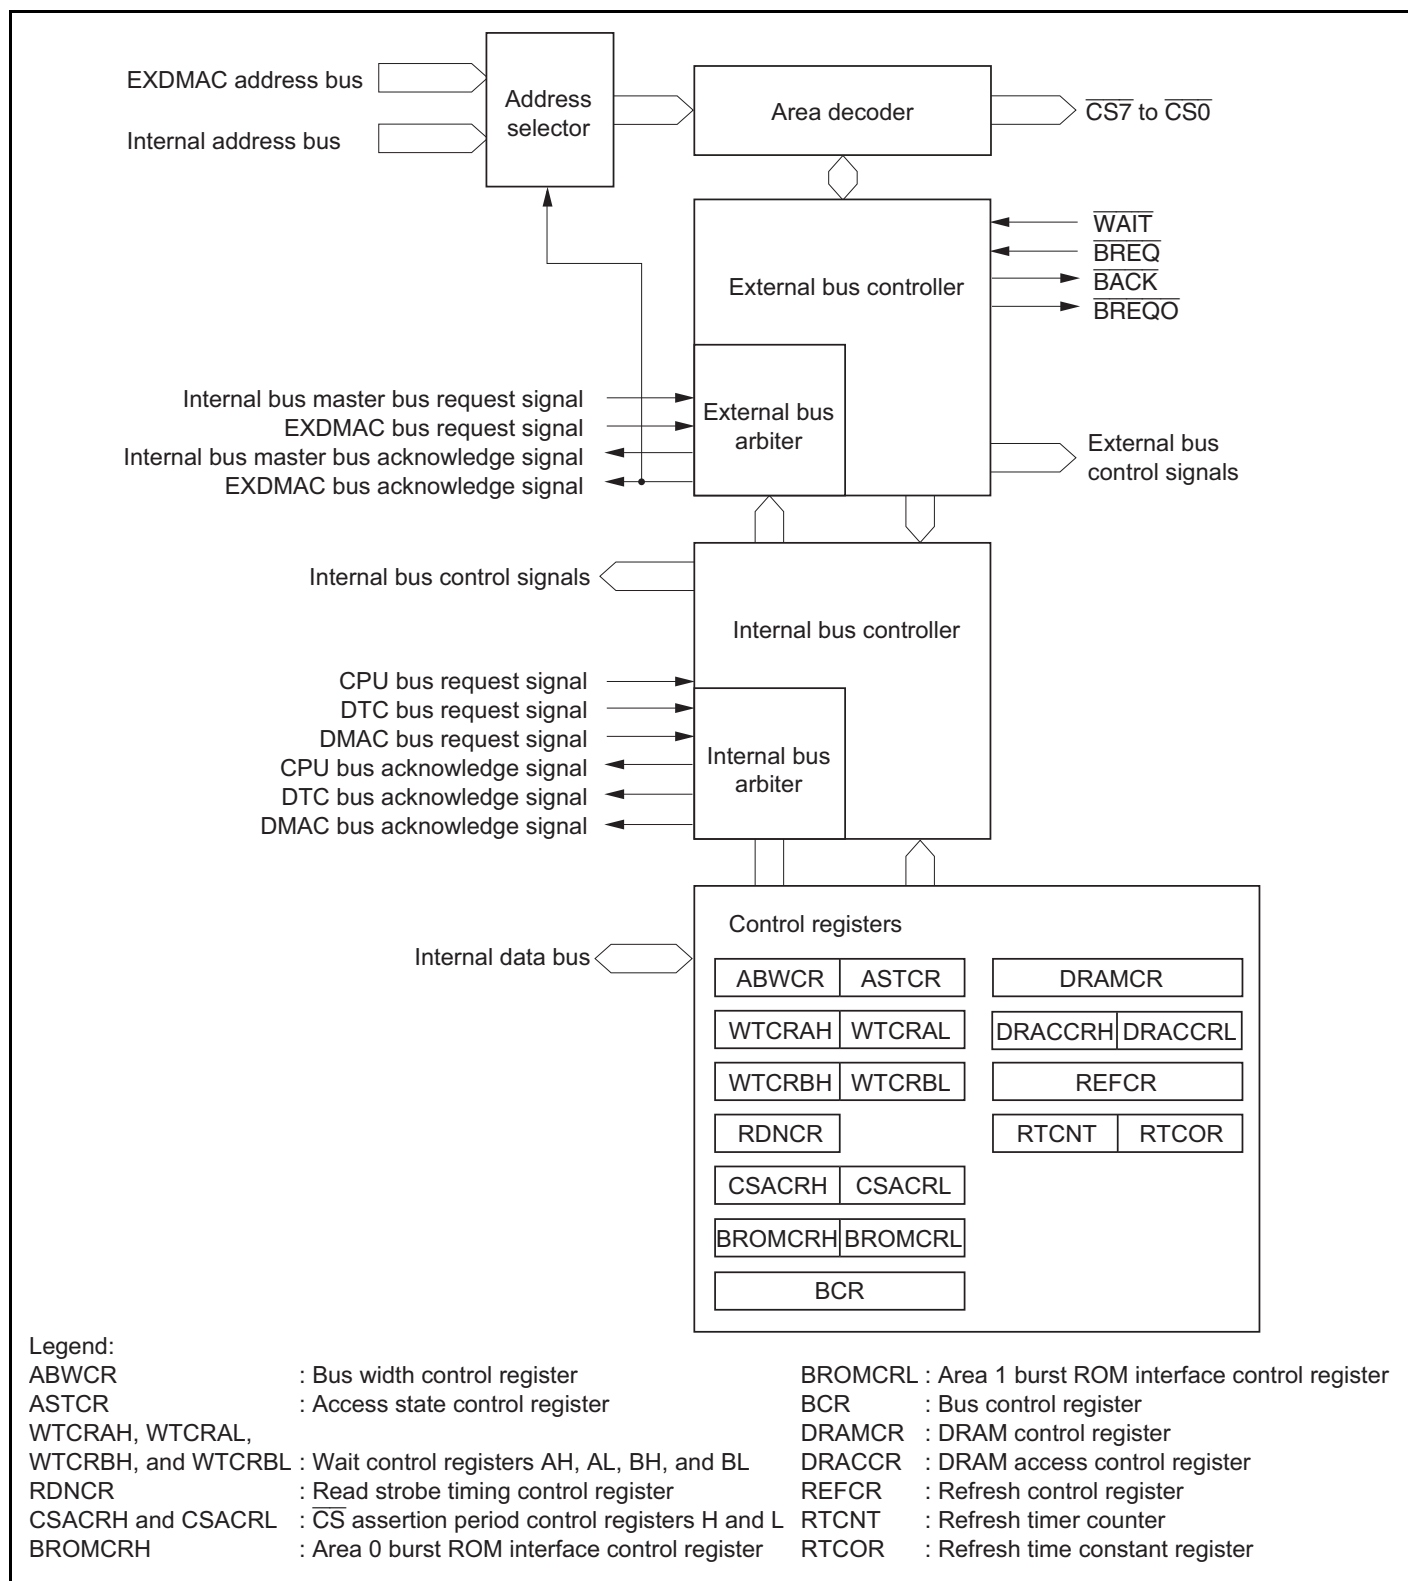 EXDMAC address bus
Internal address bus
Address
selector
Area decoder
CS7 to CS0
External bus controller
WAIT
BREQ
BACK
BREQO
Internal bus master bus request signal
EXDMAC bus request signal
Internal bus master bus acknowledge signal
EXDMAC bus acknowledge signal
External bus
arbiter
External bus
control signals
Internal bus control signals
Internal bus controller
CPU bus request signal
DTC bus request signal
DMAC bus request signal
CPU bus acknowledge signal
DTC bus acknowledge signal
DMAC bus acknowledge signal
Internal bus
arbiter
Internal data bus
Control registers
ABWCR ASTCR DRAMCR
WTCRAH WTCRAL DRACCRH DRACCRL
WTCRBH WTCRBL REFCR
RDNCR RTCNT RTCOR
CSACRH CSACRL
BROMCRH BROMCRL
BCR
Legend:
ABWCR : Bus width control register
ASTCR : Access state control register
WTCRAH, WTCRAL,
WTCRBH, and WTCRBL : Wait control registers AH, AL, BH, and BL
RDNCR : Read strobe timing control register
CSACRH and CSACRL : CS assertion period control registers H and L
BROMCRH : Area 0 burst ROM interface control register
BROMCRL : Area 1 burst ROM interface control register
BCR : Bus control register
DRAMCR : DRAM control register
DRACCR : DRAM access control register
REFCR : Refresh control register
RTCNT : Refresh timer counter
RTCOR : Refresh time constant register